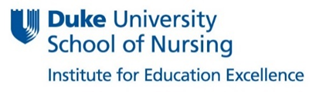 Duke University
School of Nursing
Institute for Education Excellence